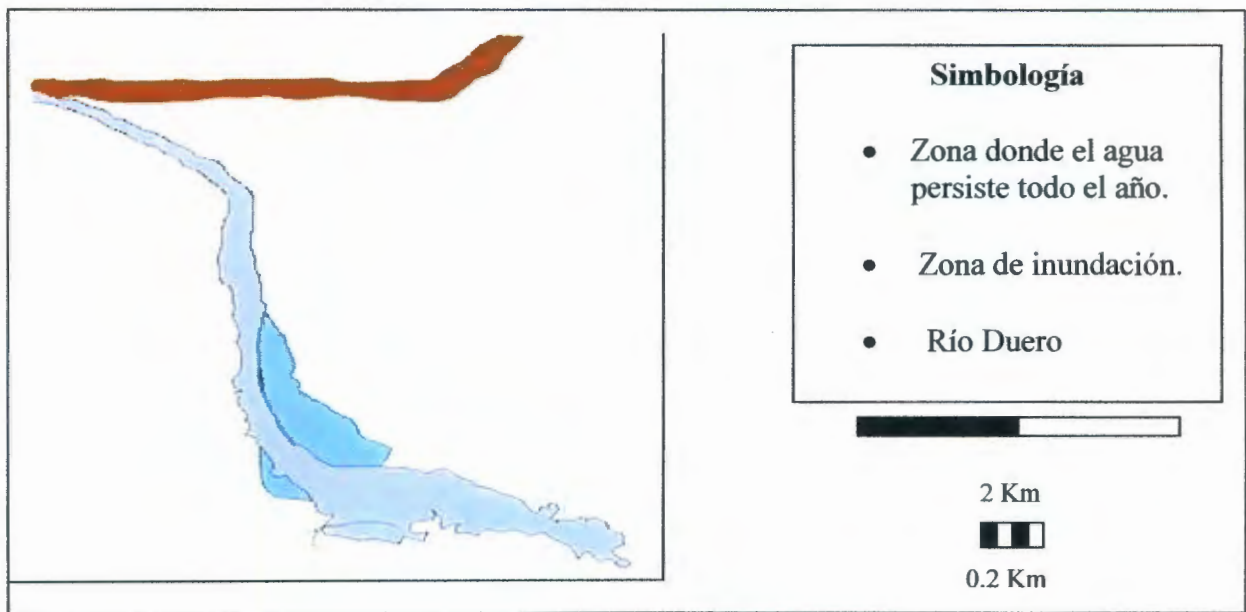 Simbología
• Zona donde el agua
persiste todo el año.
• Zona de inundación.
• Río Duero
2 Km
0.2 Km